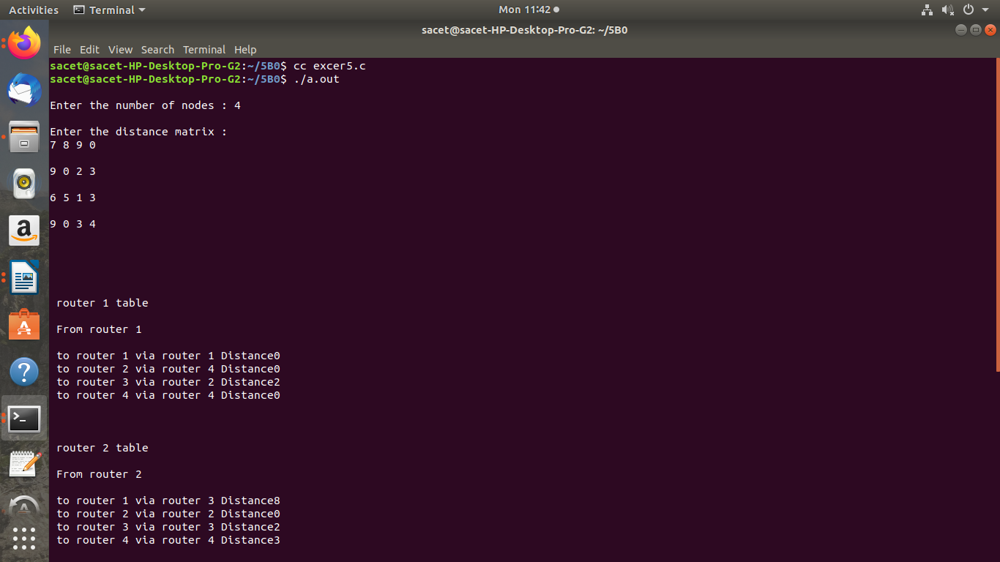 Activities Terminal Mon 11:42
sacet@sacet-HP-Desktop-Pro-G2: ~/5B0
File Edit View Search Terminal Help
sacet@sacet-HP-Desktop-Pro-G2:~/5B0$ cc excer5.c
sacet@sacet-HP-Desktop-Pro-G2:~/5B0$ ./a.out
Enter the number of nodes : 4
Enter the distance matrix :
7 8 9 0
9 0 2 3
6 5 1 3
9 0 3 4
router 1 table
From router 1
to router 1 via router 1 Distance0
to router 2 via router 4 Distance0
to router 3 via router 2 Distance2
to router 4 via router 4 Distance0
router 2 table
From router 2
to router 1 via router 3 Distance8
to router 2 via router 2 Distance0
to router 3 via router 3 Distance2
to router 4 via router 4 Distance3